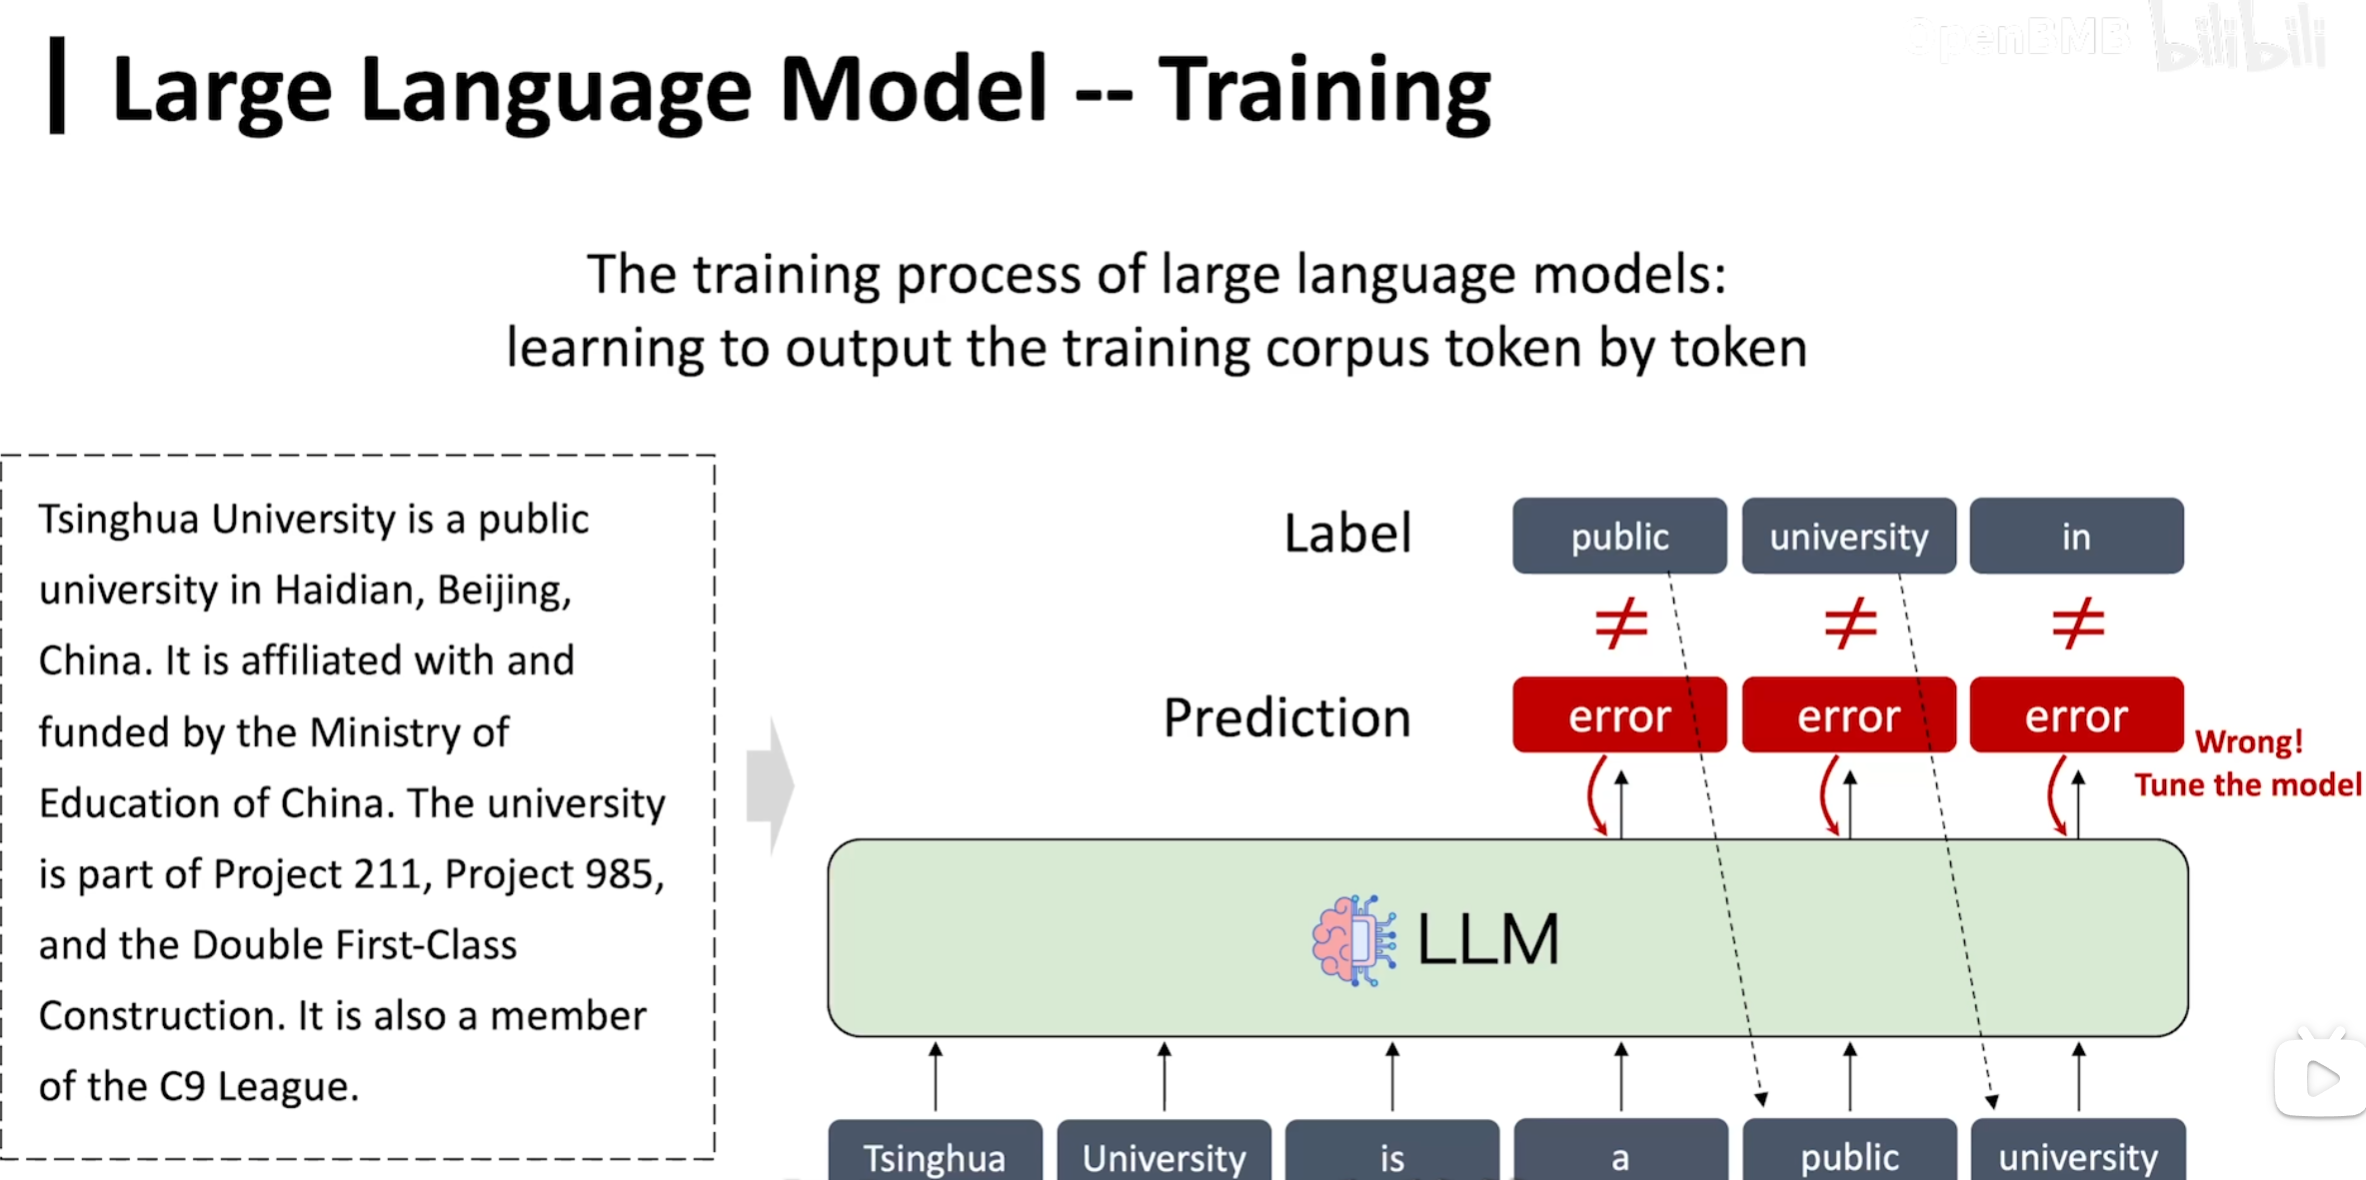 OpenBMB bilibili
Large Language Model -- Training
The training process of large language models:
learning to output the training corpus token by token
Tsinghua University is a public
university in Haidian, Beijing,
China. It is affiliated with and
funded by the Ministry of
Education of China. The university
is part of Project 211, Project 985,
and the Double First-Class
Construction. It is also a member
of the C9 League.
Label
public
university
in
≠
≠
≠
Prediction
error
error
error
Wrong!
Tune the model
LLM
Tsinghua
University
is
a
public
university